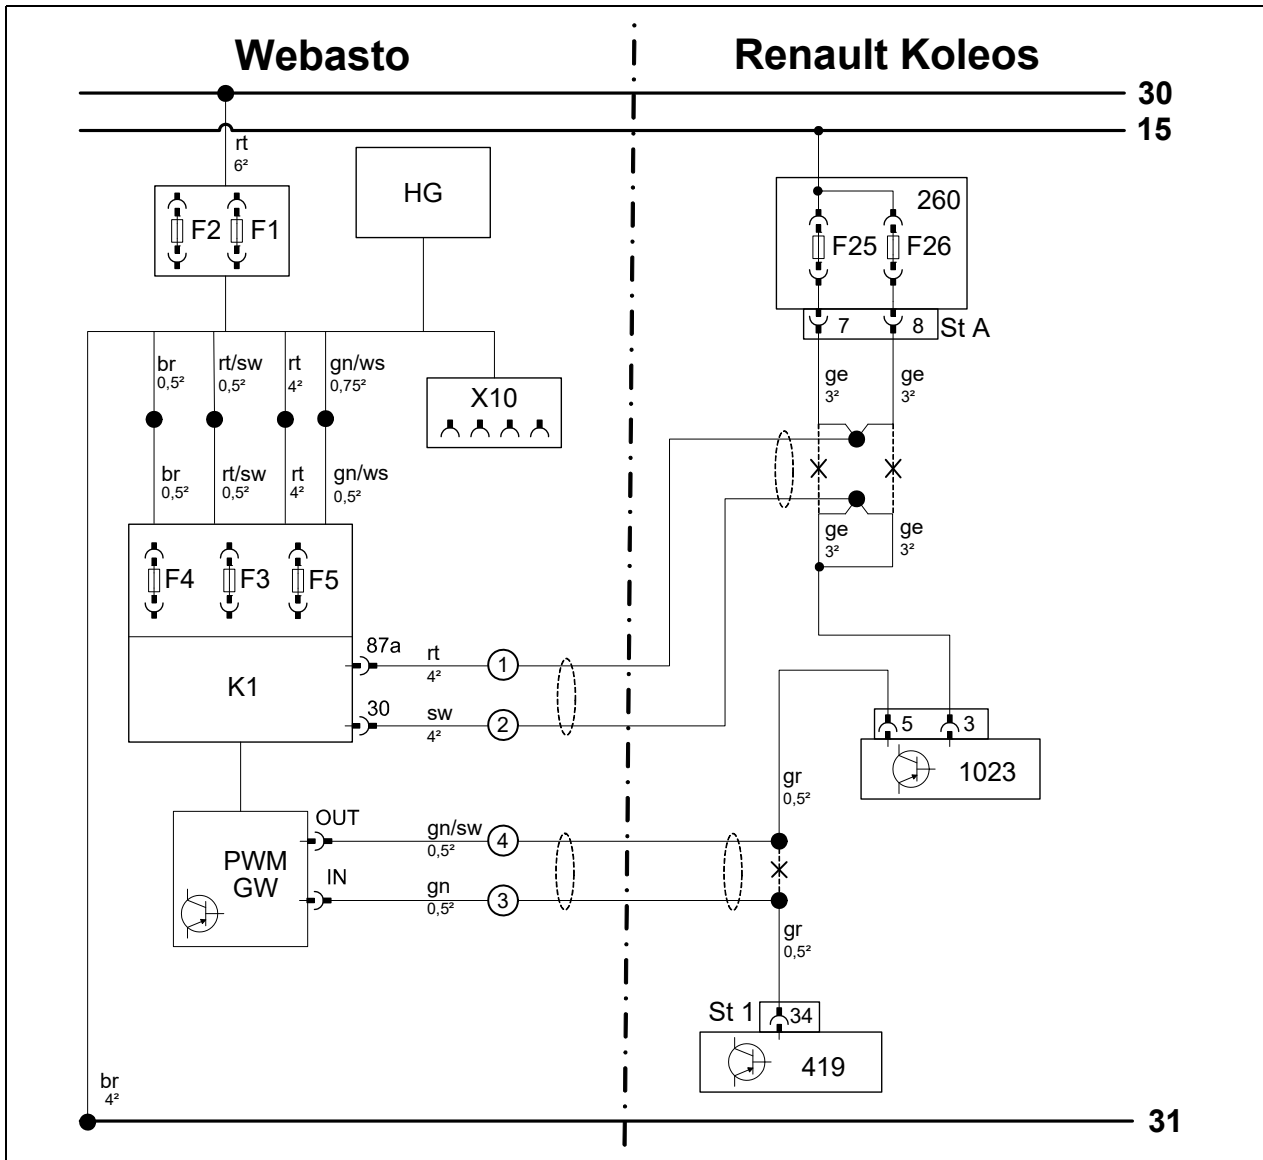 Webasto
Renault Koleos
30
15
rt
6²
HG
260
F2
F1
F25
F26
7
8
St A
br
0,5²
rt/sw
0,5²
rt
4²
gn/ws
0,75²
X10
ge
3²
ge
3²
br
0,5²
rt/sw
0,5²
rt
4²
gn/ws
0,5²
ge
3²
ge
3²
F4
F3
F5
87a
rt
4²
1
K1
30
sw
4²
2
5
3
1023
gr
0,5²
OUT
gn/sw
0,5²
4
PWM
GW
IN
gn
0,5²
3
gr
0,5²
St 1
34
419
br
4²
31